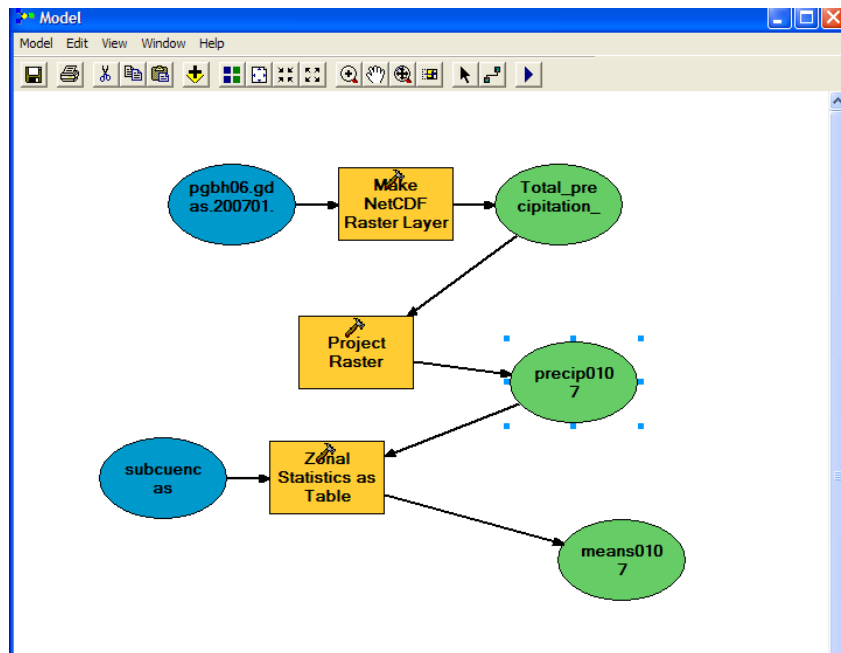 Model
Model Edit View Window Help
pgbh06.gd
as.200701.
Make
NetCDF
Raster Layer
Total_pre
cipitation_
Project
Raster
precip010
7
subcuenc
as
Zonal
Statistics as
Table
means010
7